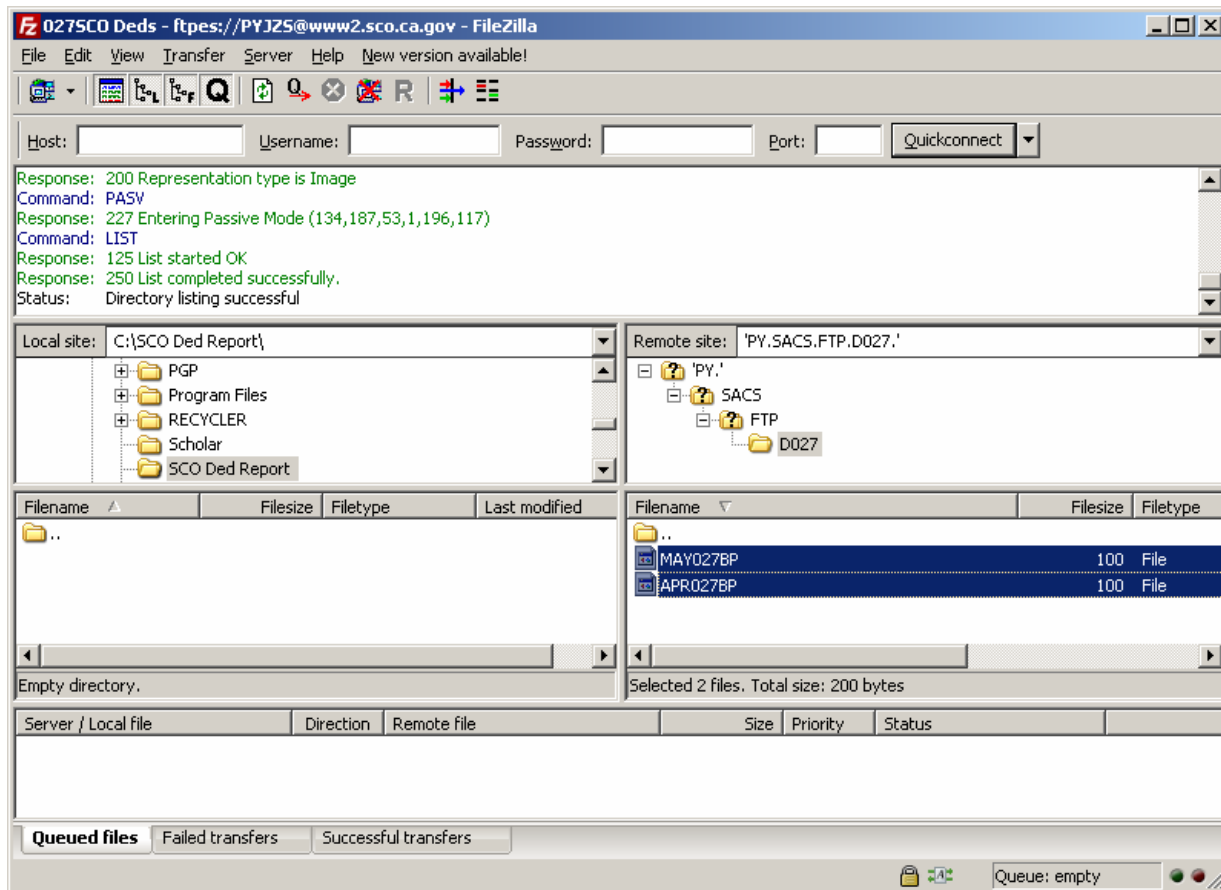 027SCO Deds - ftpes://PYJZS@www2.sco.ca.gov - FileZilla
File Edit View Transfer Server Help New version available!
Host: Username: Password: Port: Quickconnect
Response: 200 Representation type is Image
Command: PASV
Response: 227 Entering Passive Mode (134,187,53,1,196,117)
Command: LIST
Response: 125 List started OK
Response: 250 List completed successfully.
Status: Directory listing successful
Local site: C:\SCO Ded Report\
PGP
Program Files
RECYCLER
Scholar
SCO Ded Report
Remote site: 'PY.SACS.FTP.D027.'
'PY.'
SACS
FTP
D027
Filename Filesize Filetype Last modified
..
Empty directory.
Filename Filesize Filetype
..
MAY027BP 100 File
APR027BP 100 File
Selected 2 files. Total size: 200 bytes
Server / Local file Direction Remote file Size Priority Status
Queued files Failed transfers Successful transfers
Queue: empty